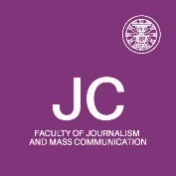 JC
FACULTY OF JOURNALISM
AND MASS COMMUNICATION